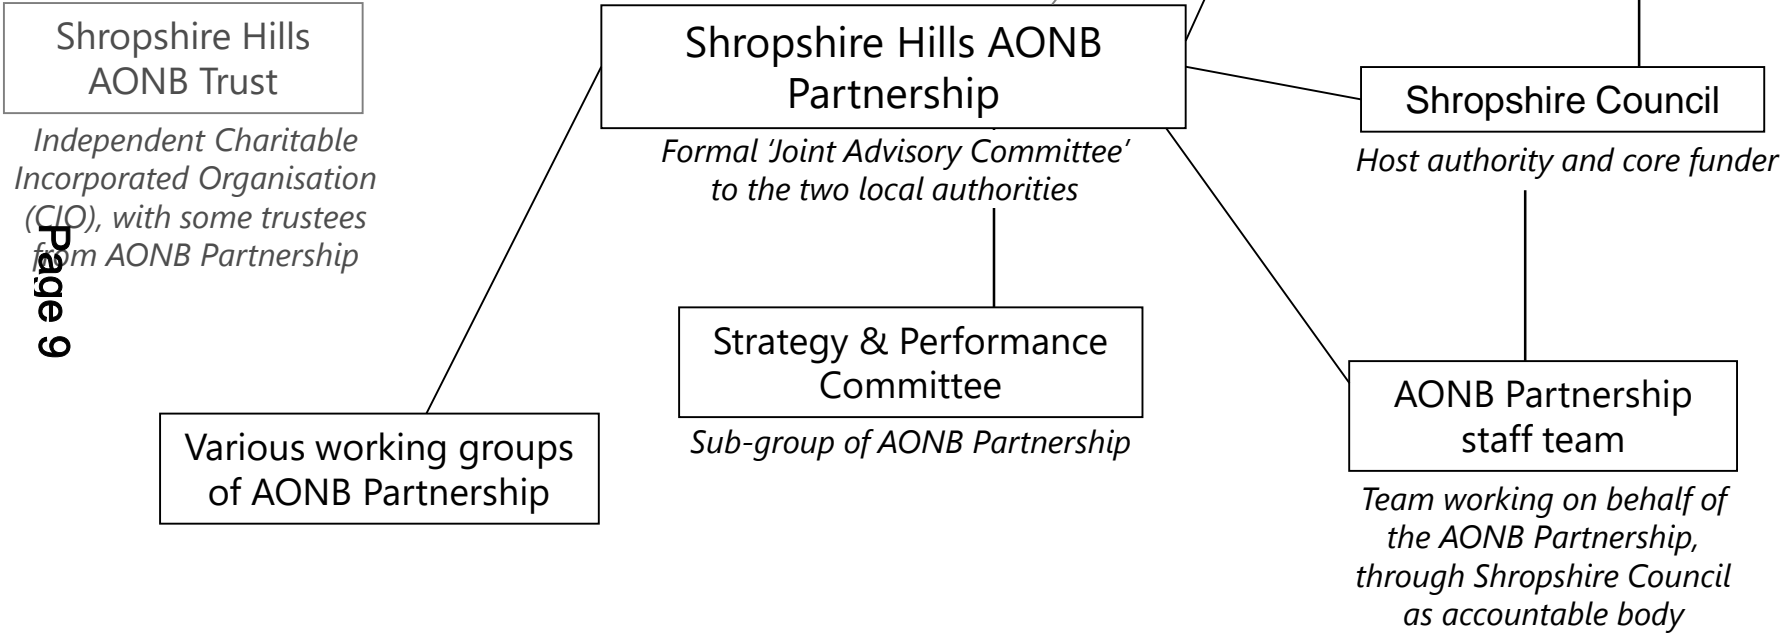 Shropshire Hills
AONB Trust
Independent Charitable
Incorporated Organisation
(CIO), with some trustees
from AONB Partnership
Page 9
Shropshire Hills AONB
Partnership
Formal ‘Joint Advisory Committee’
to the two local authorities
Shropshire Council
Host authority and core funder
Strategy & Performance
Committee
Sub-group of AONB Partnership
Various working groups
of AONB Partnership
AONB Partnership
staff team
Team working on behalf of
the AONB Partnership,
through Shropshire Council
as accountable body